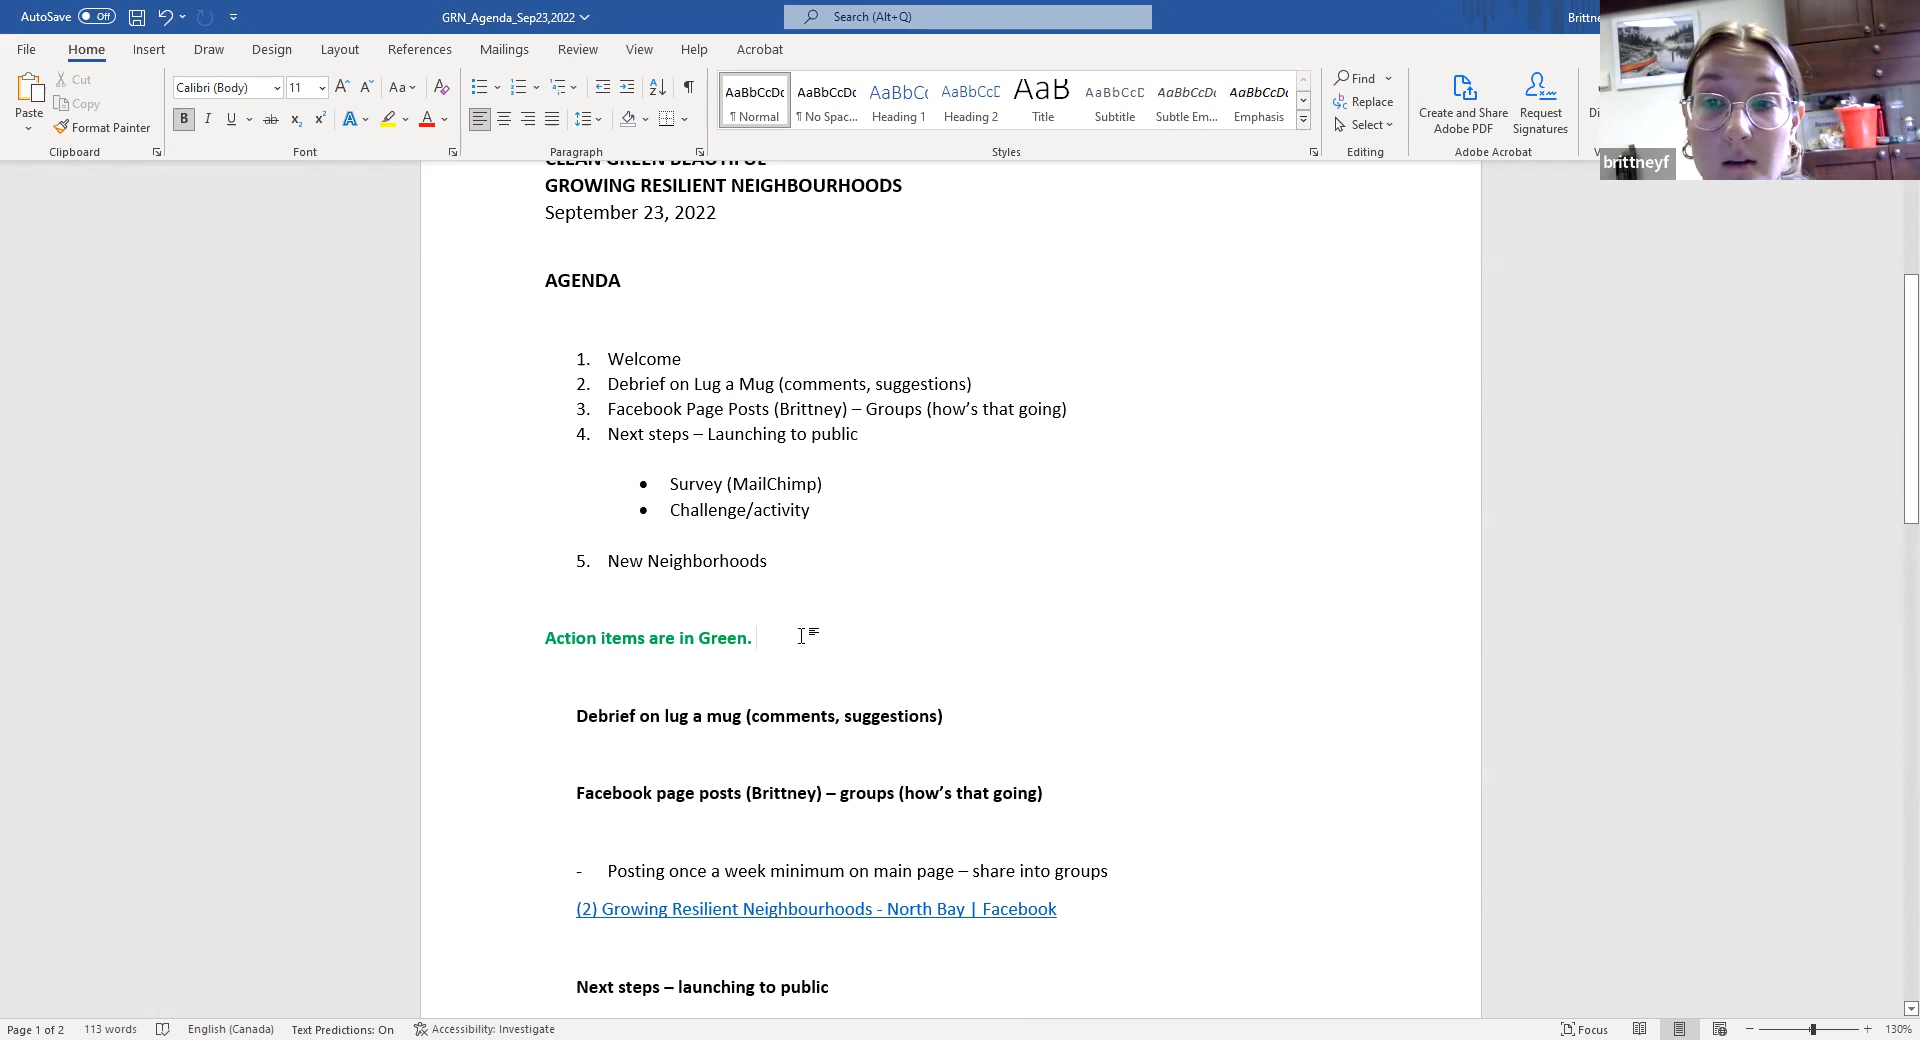 AutoSave Off GRN_Agenda_Sep23,2022 Search (Alt+Q)
File Home Insert Draw Design Layout References Mailings Review View Help Acrobat
Paste
Cut
Copy
Format Painter
Clipboard
Calibri (Body) 11
Font
Paragraph
AaBbCcDc AaBbCcDc AaBbCc AaBbCcD AaB AaBbCcD AaBbCcDc AaBbCcDc
¶ Normal ¶ No Spac... Heading 1 Heading 2 Title Subtitle Subtle Em... Emphasis
Styles
Find
Replace
Select
Editing
Create and Share
Adobe PDF
Request
Signatures
Adobe Acrobat
brittneyf
CLEAN GREEN BEAUTIFUL
GROWING RESILIENT NEIGHBOURHOODS
September 23, 2022
AGENDA
1. Welcome
2. Debrief on Lug a Mug (comments, suggestions)
3. Facebook Page Posts (Brittney) – Groups (how’s that going)
4. Next steps – Launching to public
• Survey (MailChimp)
• Challenge/activity
5. New Neighborhoods
Action items are in Green.
Debrief on lug a mug (comments, suggestions)
Facebook page posts (Brittney) – groups (how’s that going)
- Posting once a week minimum on main page – share into groups
(2) Growing Resilient Neighbourhoods - North Bay | Facebook
Next steps – launching to public
Page 1 of 2 113 words English (Canada) Text Predictions: On Accessibility: Investigate Focus 130%